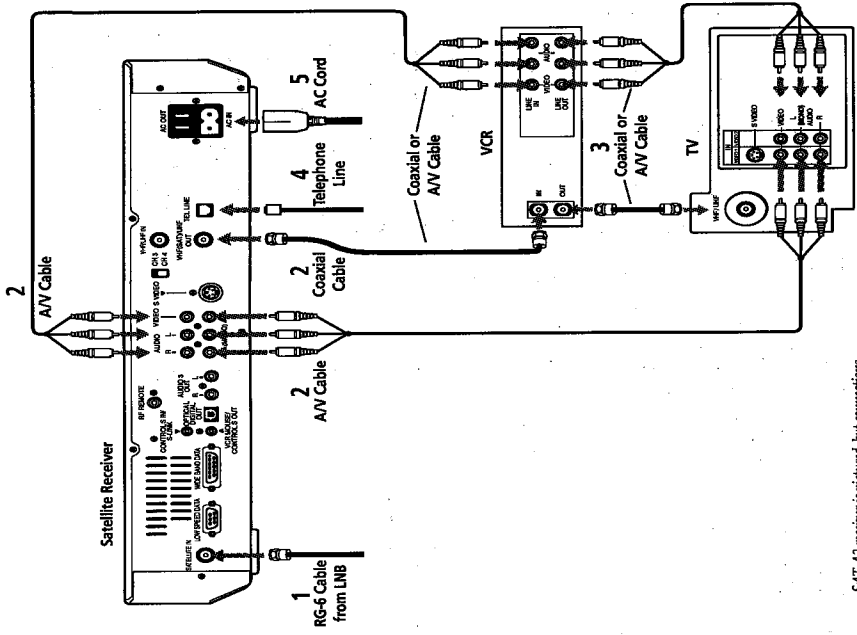 Satellite Receiver
1
RG-6 Cable
from LNB
2
A/V Cable
2
A/V Cable
2
Coaxial
Cable
4
Telephone
Line
5
AC Cord
SATELLITE IN
LOW SPEED DATA
WIDE BAND DATA
CONTROL S IN/
S-LINK
RF REMOTE
OPTICAL
DIGITAL
OUT
VCR MOUSE/
CONTROL S OUT
AUDIO S
OUT
R
L
AUDIO
R
L
VIDEO
S VIDEO
CH 3
CH 4
VHF/UHF IN
VHF/SAT/UHF
OUT
TEL LINE
AC OUT
AC IN
Coaxial or
A/V Cable
VCR
IN
OUT
LINE
IN
LINE
OUT
VIDEO
L
AUDIO
3
Coaxial or
A/V Cable
TV
VHF/UHF
IN
S VIDEO
VIDEO
L
(MONO)
AUDIO
R